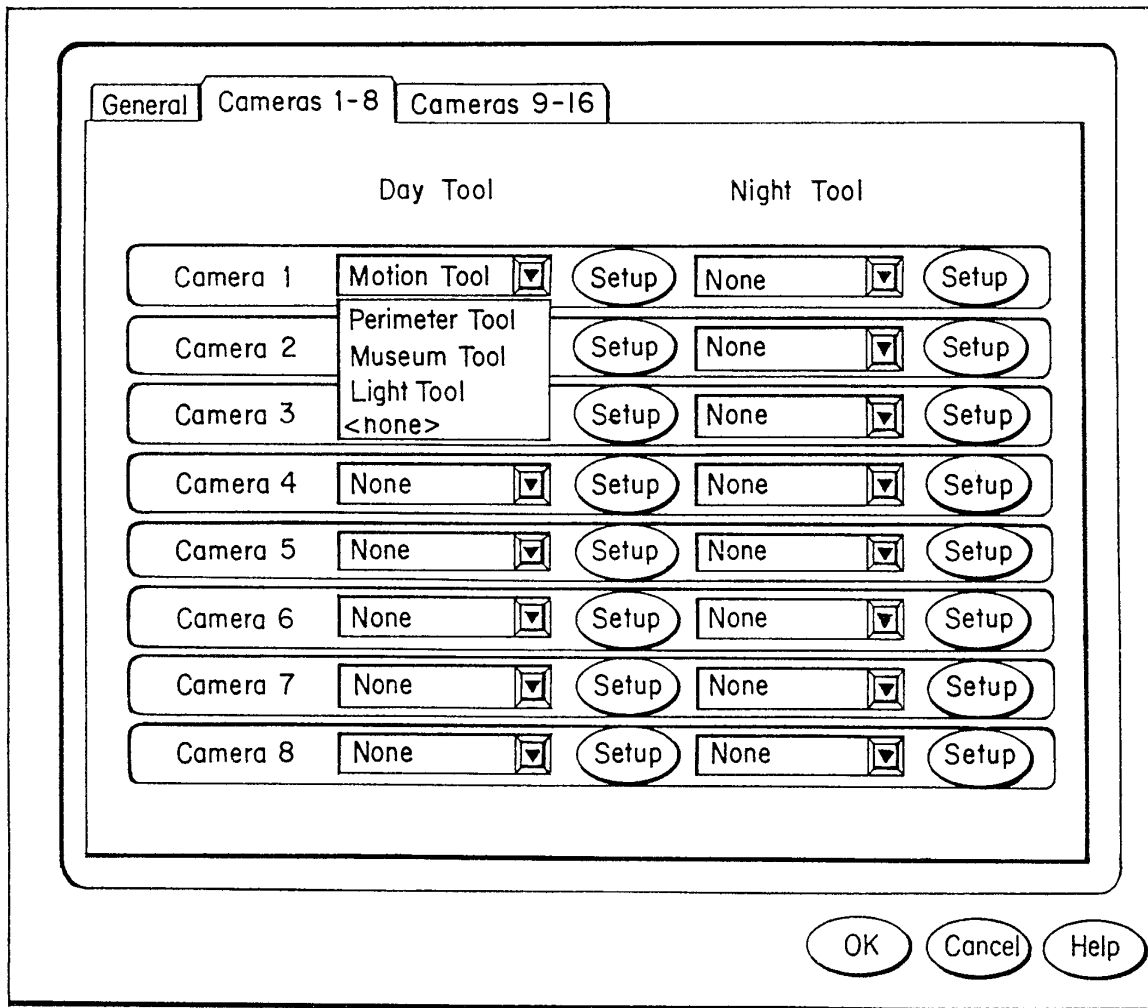 General Cameras 1-8 Cameras 9-16
Day Tool Night Tool
Camera 1 Motion Tool Setup None Setup
Perimeter Tool
Camera 2 Setup None Setup
Museum Tool
Light Tool
Camera 3 Setup None Setup
<none>
Camera 4 None Setup None Setup
Camera 5 None Setup None Setup
Camera 6 None Setup None Setup
Camera 7 None Setup None Setup
Camera 8 None Setup None Setup
OK Cancel Help